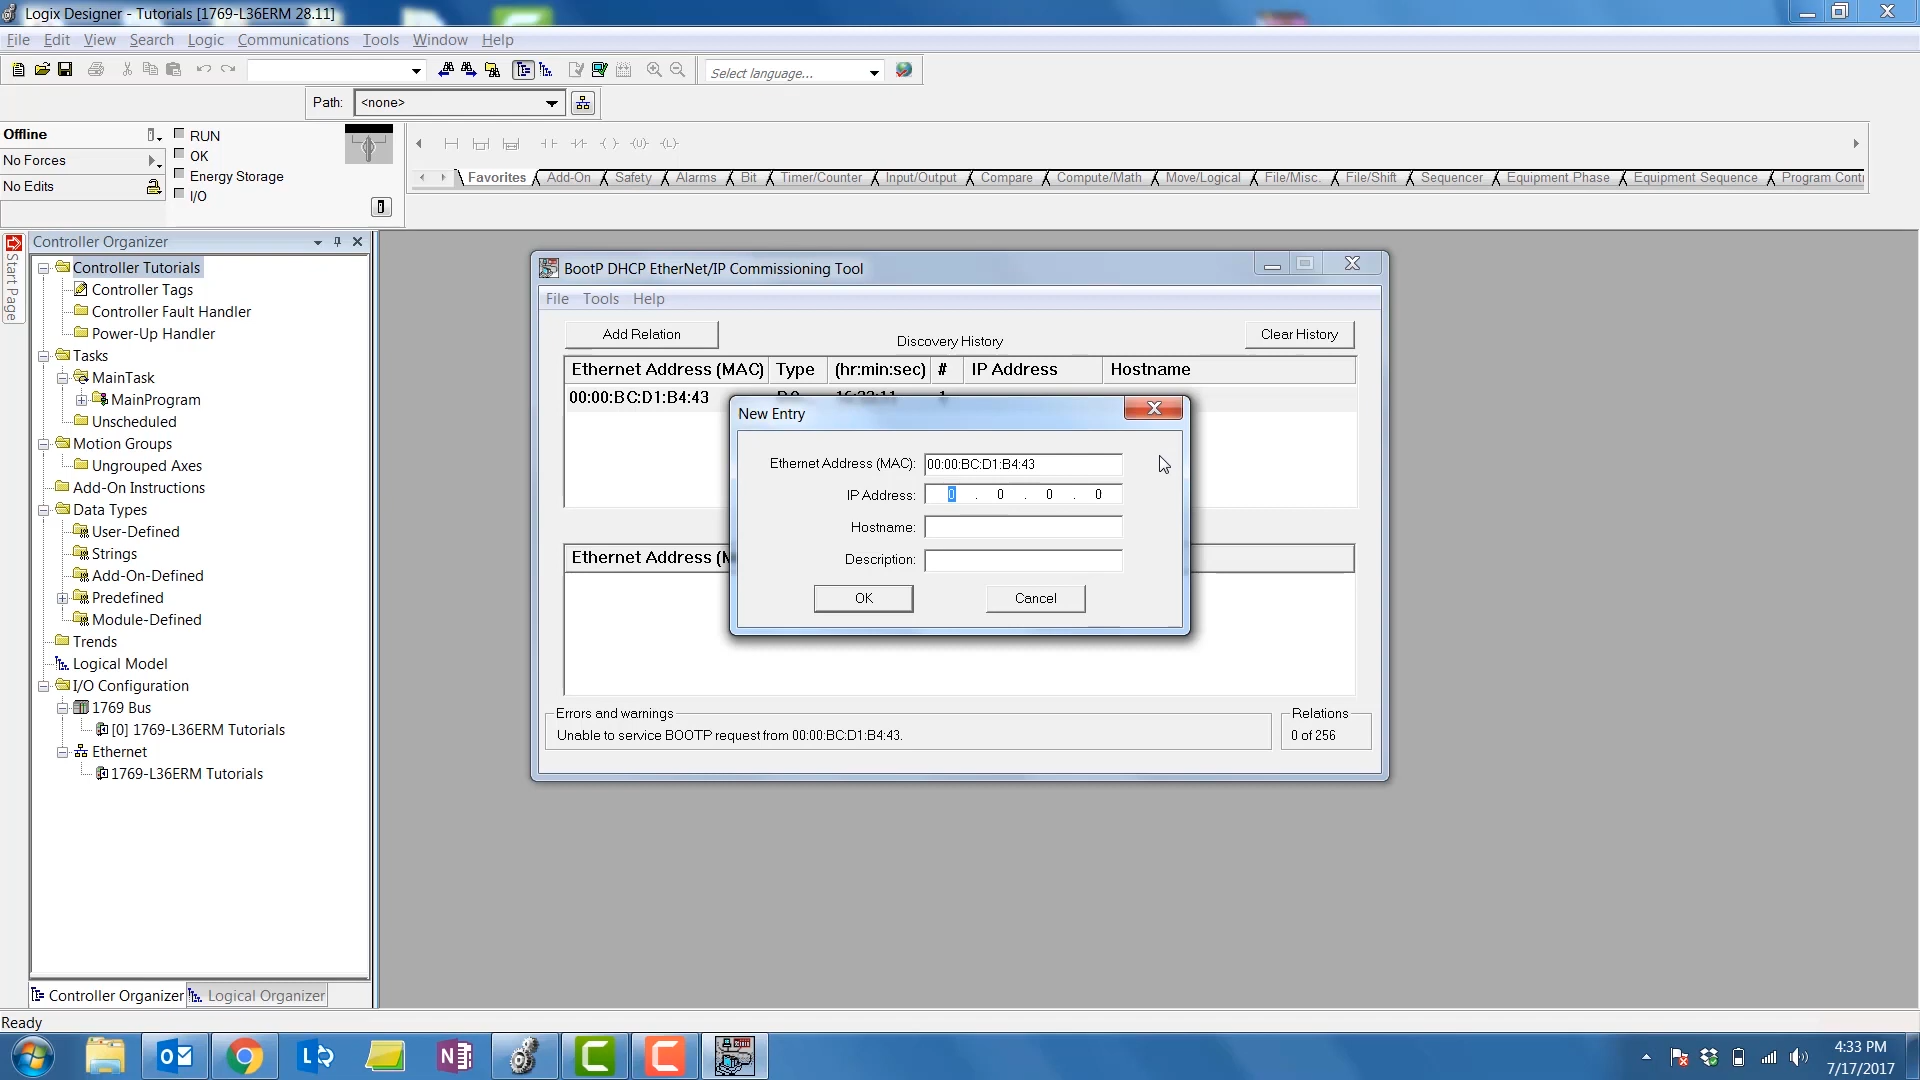 Logix Designer - Tutorials [1769-L36ERM 28.11]
File Edit View Search Logic Communications Tools Window Help
Select language...
Path: <none>
Offline
No Forces
No Edits
RUN
OK
Energy Storage
I/O
Favorites Add-On Safety Alarms Bit Timer/Counter Input/Output Compare Compute/Math Move/Logical File/Misc. File/Shift Sequencer Equipment Phase Equipment Sequence Program Contr
Start Page
Controller Organizer
Controller Tutorials
Controller Tags
Controller Fault Handler
Power-Up Handler
Tasks
MainTask
MainProgram
Unscheduled
Motion Groups
Ungrouped Axes
Add-On Instructions
Data Types
User-Defined
Strings
Add-On-Defined
Predefined
Module-Defined
Trends
Logical Model
I/O Configuration
1769 Bus
[0] 1769-L36ERM Tutorials
Ethernet
1769-L36ERM Tutorials
Controller Organizer Logical Organizer
BootP DHCP EtherNet/IP Commissioning Tool
File Tools Help
Add Relation Discovery History Clear History
Ethernet Address (MAC) Type (hr:min:sec) # IP Address Hostname
00:00:BC:D1:B4:43
New Entry
Ethernet Address (MAC): 00:00:BC:D1:B4:43
IP Address: 0 . 0 . 0 . 0
Hostname:
Description:
OK Cancel
Ethernet Address (
Errors and warnings
Unable to service BOOTP request from 00:00:BC:D1:B4:43.
Relations
0 of 256
Ready
4:33 PM
7/17/2017